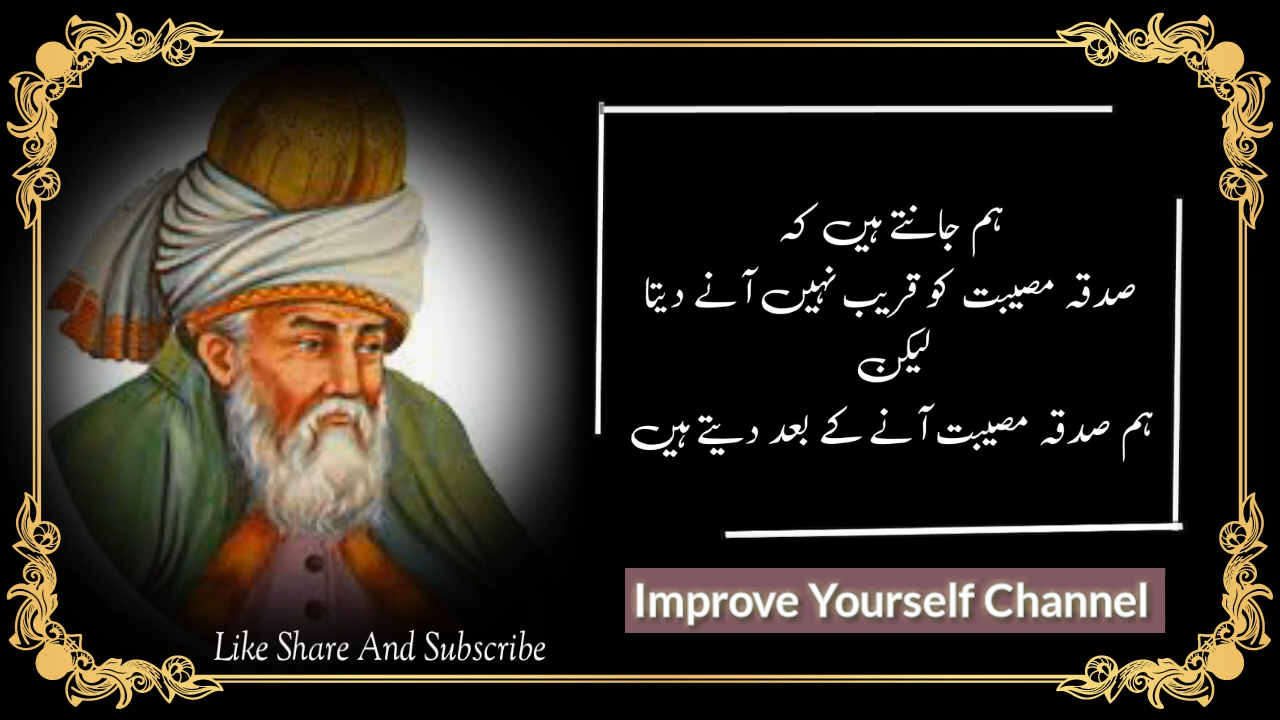 ہم جانتے ہیں کہ
صدقہ مصیبت کو قریب نہیں آنے دیتا
لیکن
ہم صدقہ مصیبت آنے کے بعد دیتے ہیں
Improve Yourself Channel
Like Share And Subscribe